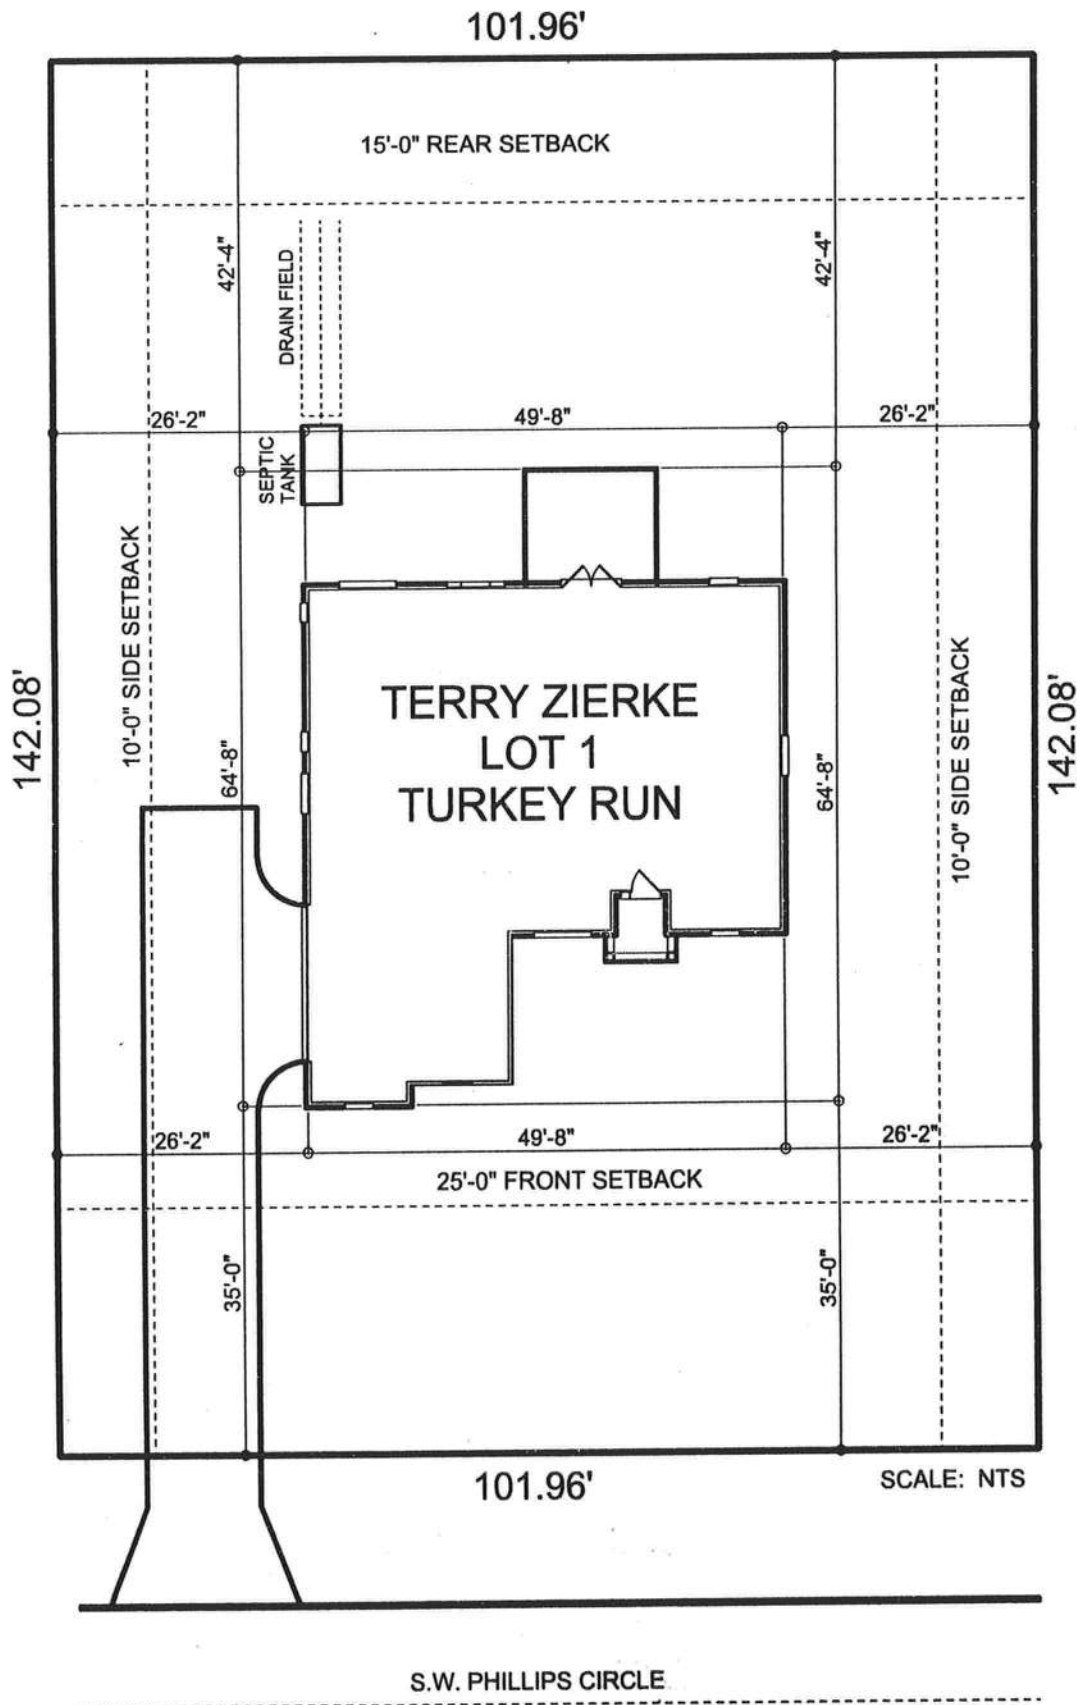 101.96'
15'-0" REAR SETBACK
42'-4"
42'-4"
DRAIN FIELD
26'-2"
49'-8"
26'-2"
SEPTIC
TANK
10'-0" SIDE SETBACK
10'-0" SIDE SETBACK
142.08'
142.08'
TERRY ZIERKE
LOT 1
TURKEY RUN
64'-8"
64'-8"
26'-2"
49'-8"
26'-2"
25'-0" FRONT SETBACK
35'-0"
35'-0"
101.96'
SCALE: NTS
S.W. PHILLIPS CIRCLE